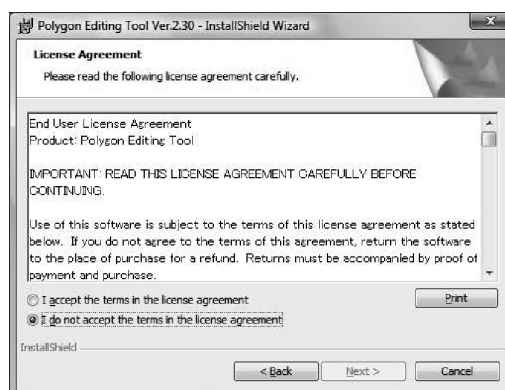 Polygon Editing Tool Ver.2.30 - InstallShield Wizard
License Agreement
Please read the following license agreement carefully.
End User License Agreement
Product: Polygon Editing Tool
IMPORTANT: READ THIS LICENSE AGREEMENT CAREFULLY BEFORE
CONTINUING.
Use of this software is subject to the terms of this license agreement as stated
below. If you do not agree to the terms of this agreement, return the software
to the place of purchase for a refund. Returns must be accompanied by proof of
payment and purchase.
I accept the terms in the license agreement
Print
I do not accept the terms in the license agreement
InstallShield
< Back
Next >
Cancel